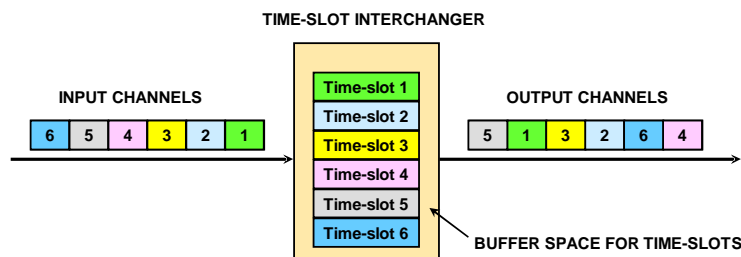 TIME-SLOT INTERCHANGER
INPUT CHANNELS
6 5 4 3 2 1
Time-slot 1
Time-slot 2
Time-slot 3
Time-slot 4
Time-slot 5
Time-slot 6
OUTPUT CHANNELS
5 1 3 2 6 4
BUFFER SPACE FOR TIME-SLOTS